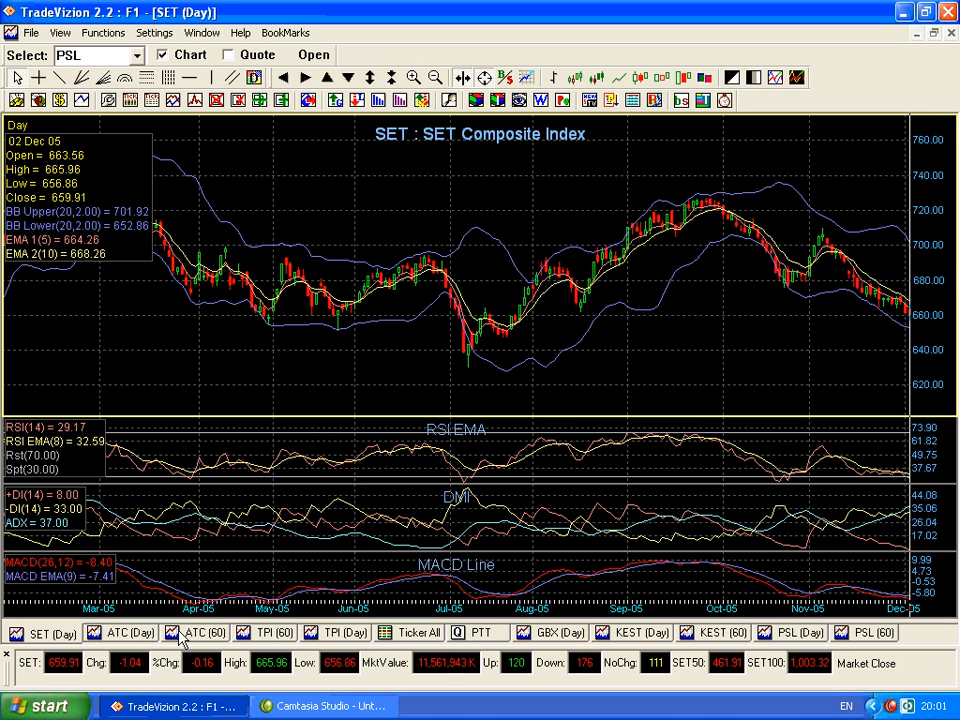 TradeVizion 2.2 : F1 - [SET (Day)]
File View Functions Settings Window Help BookMarks
Select: PSL Chart Quote Open
Day
SET : SET Composite Index
02 Dec 05
Open = 663.56
High = 665.96
Low = 656.86
Close = 659.91
BB Upper(20,2.00) = 701.92
BB Lower(20,2.00) = 652.86
EMA 1(5) = 664.26
EMA 2(10) = 668.26
760.00
740.00
720.00
700.00
680.00
660.00
640.00
620.00
RSI EMA
RSI(14) = 29.17
RSI EMA(8) = 32.59
Rst(70.00)
Spt(30.00)
73.90
61.82
49.75
37.67
DMI
+DI(14) = 8.00
-DI(14) = 33.00
ADX = 37.00
44.08
35.06
26.04
17.02
MACD Line
MACD(26,12) = -8.40
MACD EMA(9) = -7.41
9.99
4.73
-0.53
-5.80
Mar-05 Apr-05 May-05 Jun-05 Jul-05 Aug-05 Sep-05 Oct-05 Nov-05 Dec-05
SET (Day) ATC (Day) ATC (60) TPI (60) TPI (Day) Ticker All Q PTT GBX (Day) KEST (Day) KEST (60) PSL (Day) PSL (60)
SET: 659.91 Chg: -1.04 %Chg: -0.16 High: 665.96 Low: 656.86 MktValue: 11,561,943 K Up: 120 Down: 176 NoChg: 111 SET50: 461.91 SET100: 1,003.32 Market Close
start TradeVizion 2.2 : F1 -... Camtasia Studio - Unt... EN 20:01